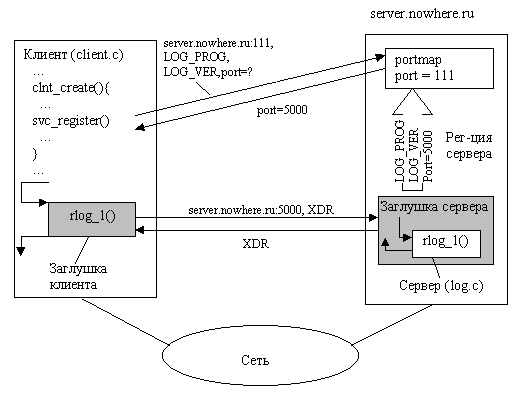 server.nowhere.ru
Клиент (client.c)
...
clnt_create(){
...
svc_register()
...
}
...
server.nowhere.ru:111,
LOG_PROG,
LOG_VER,port=?
port=5000
portmap
port = 111
LOG_PROG
LOG_VER
Port=5000
Рег-ция
сервера
rlog_1()
Заглушка
клиента
server.nowhere.ru:5000, XDR
XDR
Заглушка сервера
rlog_1()
Сервер (log.c)
Сеть